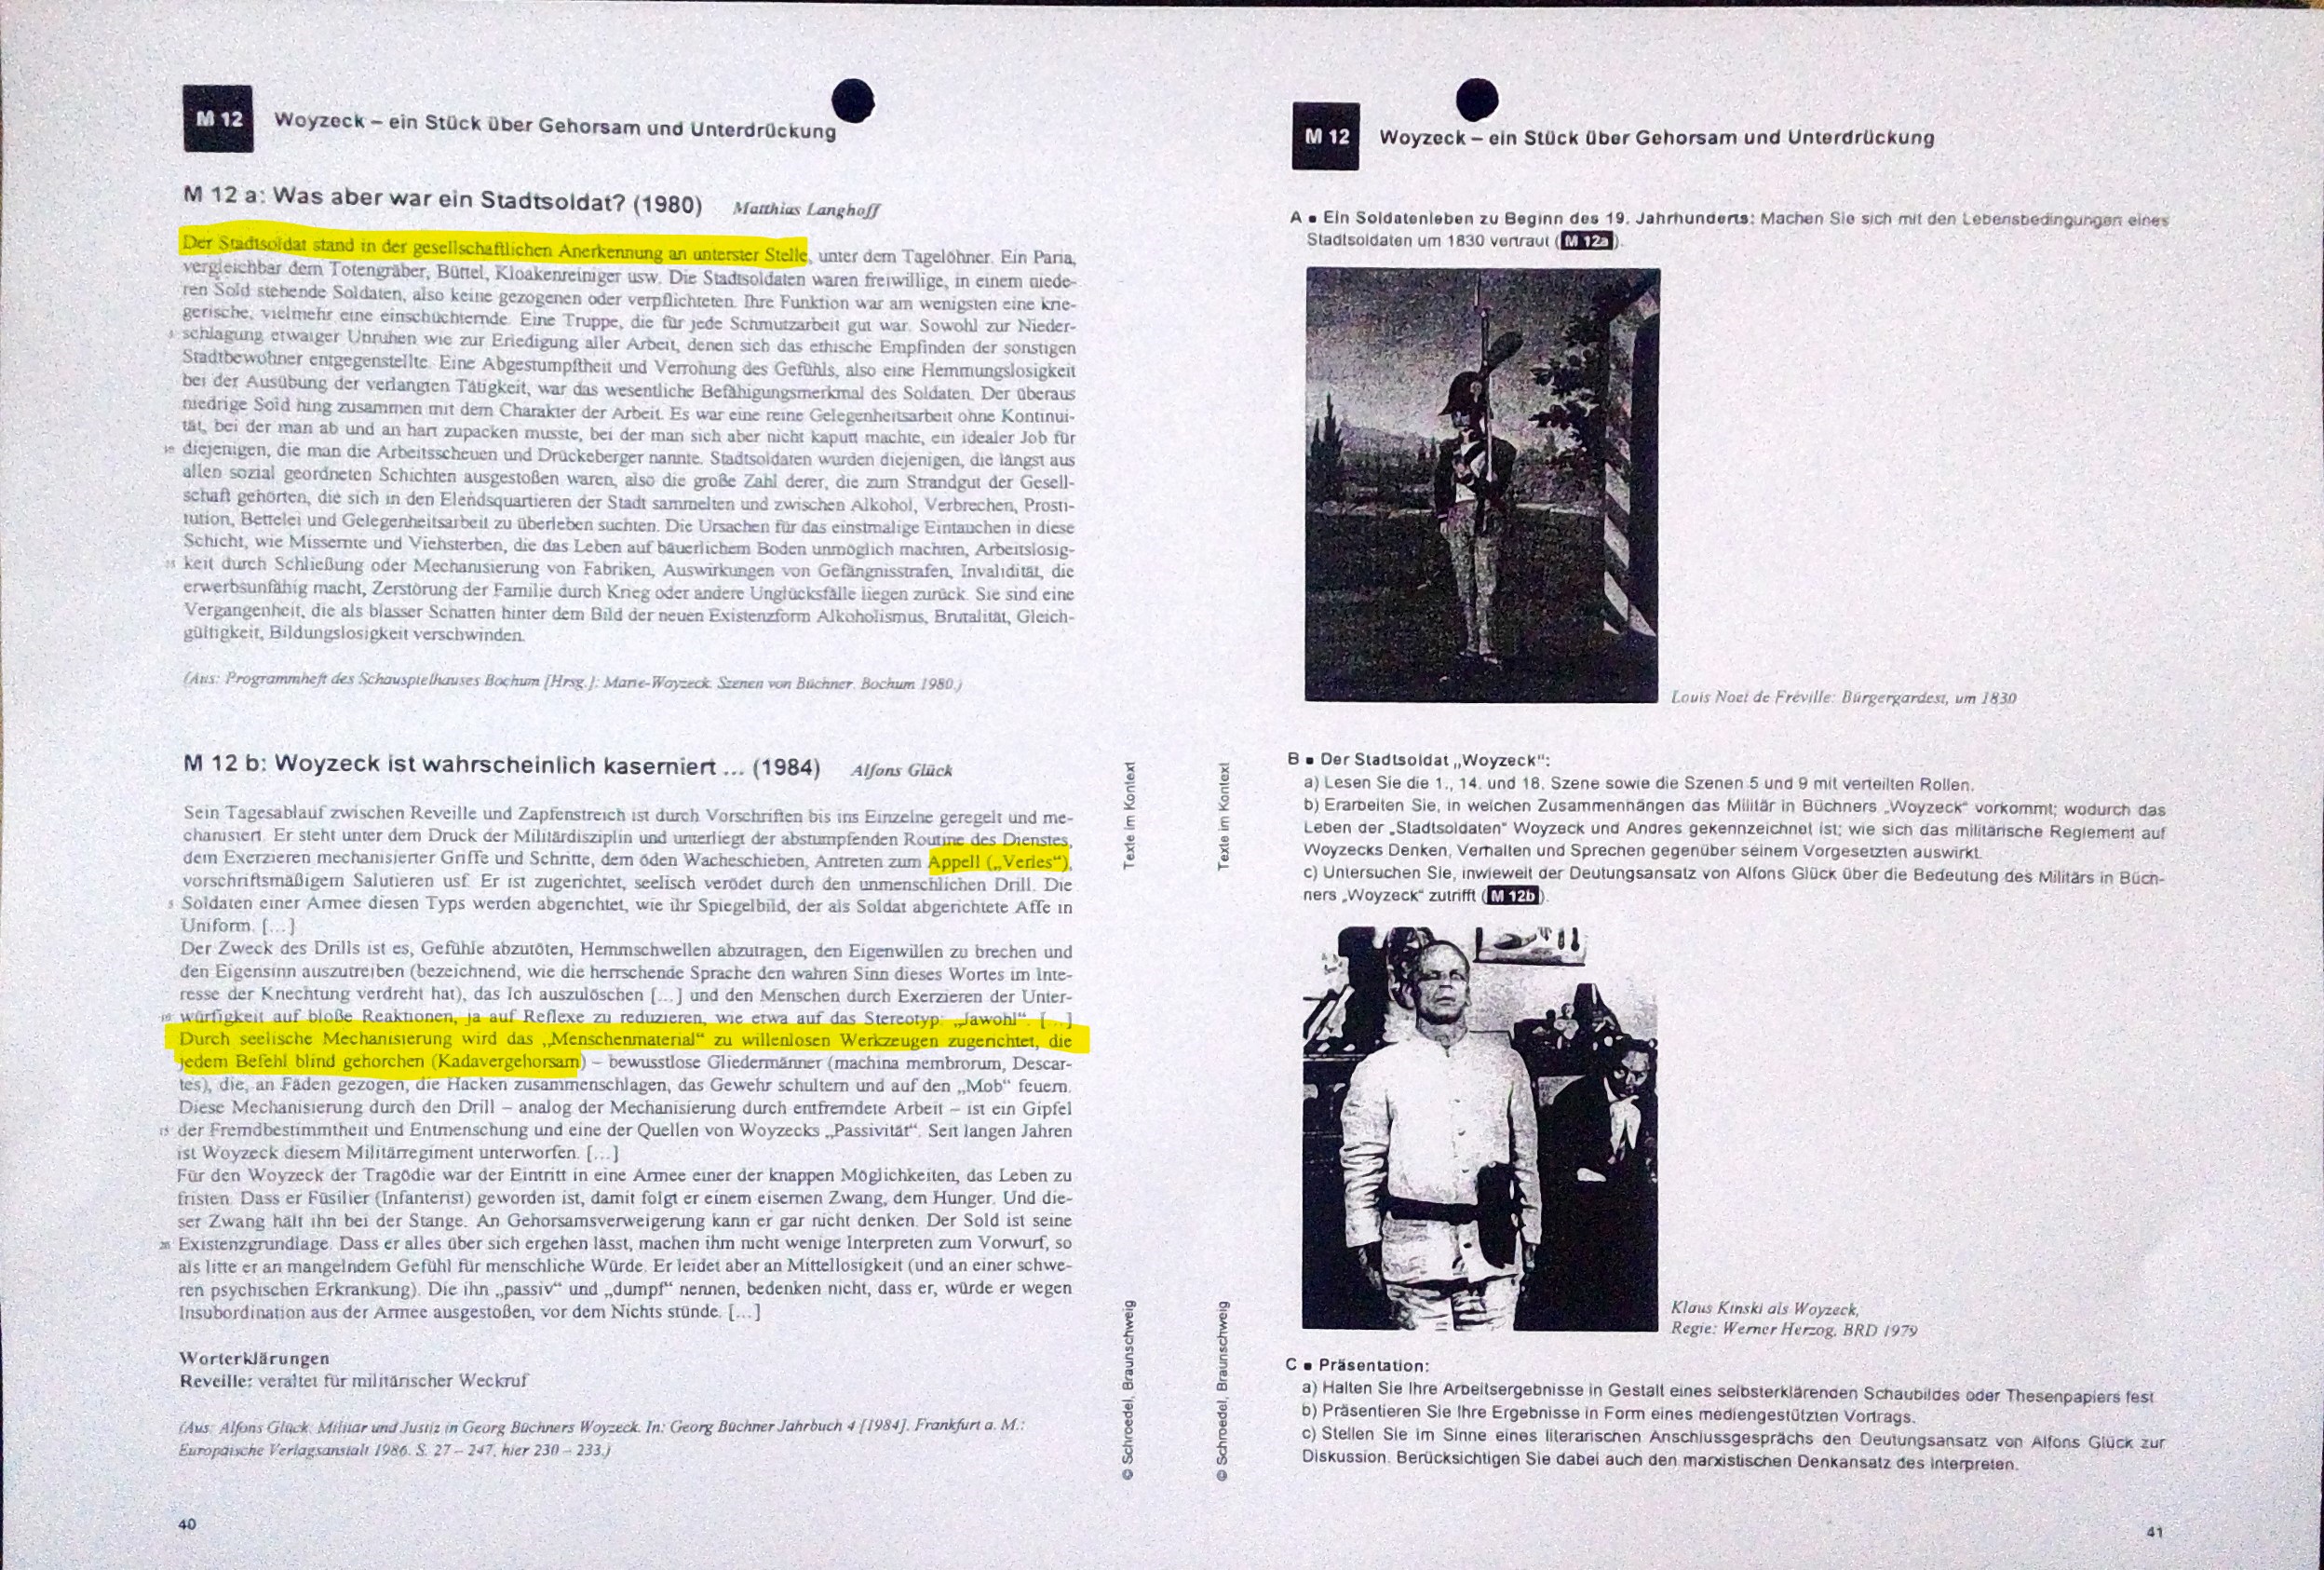 M 12 Woyzeck – ein Stück über Gehorsam und Unterdrückung
M 12 a: Was aber war ein Stadtsoldat? (1980) Matthias Langhoff
Der Stadtsoldat stand in der gesellschaftlichen Anerkennung an unterster Stelle, unter dem Tagelöhner. Ein Paria,
vergleichbar dem Totengräber, Büttel, Kloakenreiniger usw. Die Stadtsoldaten waren freiwillige, in einem niede-
ren Sold stehende Soldaten, also keine gezogenen oder verpflichteten. Ihre Funktion war am wenigsten eine krie-
gerische, vielmehr eine einschüchternde. Eine Truppe, die für jede Schmutzarbeit gut war. Sowohl zur Nieder-
5 schlagung etwaiger Unruhen wie zur Erledigung aller Arbeit, denen sich das ethische Empfinden der sonstigen
Stadtbewohner entgegenstellte. Eine Abgestumpftheit und Verrohung des Gefühls, also eine Hemmungslosigkeit
bei der Ausübung der verlangten Tätigkeit, war das wesentliche Befähigungsmerkmal des Soldaten. Der überaus
niedrige Sold hing zusammen mit dem Charakter der Arbeit. Es war eine reine Gelegenheitsarbeit ohne Kontinui-
tät, bei der man ab und an hart zupacken musste, bei der man sich aber nicht kaputt machte, ein idealer Job für
10 diejenigen, die man die Arbeitsscheuen und Drückeberger nannte. Stadtsoldaten wurden diejenigen, die längst aus
allen sozial geordneten Schichten ausgestoßen waren, also die große Zahl derer, die zum Strandgut der Gesell-
schaft gehörten, die sich in den Elendsquartieren der Stadt sammelten und zwischen Alkohol, Verbrechen, Prosti-
tution, Bettelei und Gelegenheitsarbeit zu überleben suchten. Die Ursachen für das einstmalige Eintauchen in diese
Schicht, wie Missernte und Viehsterben, die das Leben auf bäuerlichem Boden unmöglich machten, Arbeitslosig-
15 keit durch Schließung oder Mechanisierung von Fabriken, Auswirkungen von Gefängnisstrafen, Invalidität, die
erwerbsunfähig macht, Zerstörung der Familie durch Krieg oder andere Unglücksfälle liegen zurück. Sie sind eine
Vergangenheit, die als blasser Schatten hinter dem Bild der neuen Existenzform Alkoholismus, Brutalität, Gleich-
gültigkeit, Bildungslosigkeit verschwinden.
(Aus: Programmheft des Schauspielhauses Bochum [Hrsg.]: Marie-Woyzeck. Szenen von Büchner. Bochum 1980.)
M 12 b: Woyzeck ist wahrscheinlich kaserniert ... (1984) Alfons Glück
Sein Tagesablauf zwischen Reveille und Zapfenstreich ist durch Vorschriften bis ins Einzelne geregelt und me-
chanisiert. Er steht unter dem Druck der Militärdisziplin und unterliegt der abstumpfenden Routine des Dienstes,
dem Exerzieren mechanisierter Griffe und Schritte, dem öden Wacheschieben, Antreten zum Appell („Verles“),
vorschriftsmäßigem Salutieren usf. Er ist zugerichtet, seelisch verödet durch den unmenschlichen Drill. Die
5 Soldaten einer Armee diesen Typs werden abgerichtet, wie ihr Spiegelbild, der als Soldat abgerichtete Affe in
Uniform. [...]
Der Zweck des Drills ist es, Gefühle abzutöten, Hemmschwellen abzutragen, den Eigenwillen zu brechen und
den Eigensinn auszutreiben (bezeichnend, wie die herrschende Sprache den wahren Sinn dieses Wortes im Inte-
resse der Knechtung verdreht hat), das Ich auszulöschen [...] und den Menschen durch Exerzieren der Unter-
10 würfigkeit auf bloße Reaktionen, ja auf Reflexe zu reduzieren, wie etwa auf das Stereotyp: „Jawohl“. [...]
Durch seelische Mechanisierung wird das „Menschenmaterial“ zu willenlosen Werkzeugen zugerichtet, die
jedem Befehl blind gehorchen (Kadavergehorsam) – bewusstlose Gliedermänner (machina membrorum, Descar-
tes), die, an Fäden gezogen, die Hacken zusammenschlagen, das Gewehr schultern und auf den „Mob“ feuern.
Diese Mechanisierung durch den Drill – analog der Mechanisierung durch entfremdete Arbeit – ist ein Gipfel
15 der Fremdbestimmtheit und Entmenschung und eine der Quellen von Woyzecks „Passivität“. Seit langen Jahren
ist Woyzeck diesem Militärregiment unterworfen. [...]
Für den Woyzeck der Tragödie war der Eintritt in eine Armee einer der knappen Möglichkeiten, das Leben zu
fristen. Dass er Füsilier (Infanterist) geworden ist, damit folgt er einem eisernen Zwang, dem Hunger. Und die-
ser Zwang hält ihn bei der Stange. An Gehorsamsverweigerung kann er gar nicht denken. Der Sold ist seine
20 Existenzgrundlage. Dass er alles über sich ergehen lässt, machen ihm nicht wenige Interpreten zum Vorwurf, so
als litte er an mangelndem Gefühl für menschliche Würde. Er leidet aber an Mittellosigkeit (und an einer schwe-
ren psychischen Erkrankung). Die ihn „passiv“ und „dumpf“ nennen, bedenken nicht, dass er, würde er wegen
Insubordination aus der Armee ausgestoßen, vor dem Nichts stünde. [...]
Worterklärungen
Reveille: veraltet für militärischer Weckruf
(Aus: Alfons Glück: Militär und Justiz in Georg Büchners Woyzeck. In: Georg Büchner Jahrbuch 4 [1984]. Frankfurt a. M.:
Europäische Verlagsanstalt 1986. S. 27 – 247, hier 230 – 233.)
40
Texte im Kontext
© Schroedel, Braunschweig
Texte im Kontext
© Schroedel, Braunschweig
M 12 Woyzeck – ein Stück über Gehorsam und Unterdrückung
A ▪ Ein Soldatenleben zu Beginn des 19. Jahrhunderts: Machen Sie sich mit den Lebensbedingungen eines
Stadtsoldaten um 1830 vertraut (M 12a).
Louis Noel de Fréville: Bürgergardest, um 1830
B ▪ Der Stadtsoldat „Woyzeck“:
a) Lesen Sie die 1., 14. und 18. Szene sowie die Szenen 5 und 9 mit verteilten Rollen.
b) Erarbeiten Sie, in welchen Zusammenhängen das Militär in Büchners „Woyzeck“ vorkommt; wodurch das
Leben der „Stadtsoldaten“ Woyzeck und Andres gekennzeichnet ist; wie sich das militärische Reglement auf
Woyzecks Denken, Verhalten und Sprechen gegenüber seinem Vorgesetzten auswirkt.
c) Untersuchen Sie, inwieweit der Deutungsansatz von Alfons Glück über die Bedeutung des Militärs in Büch-
ners „Woyzeck“ zutrifft (M 12b).
Klaus Kinski als Woyzeck,
Regie: Werner Herzog, BRD 1979
C ▪ Präsentation:
a) Halten Sie Ihre Arbeitsergebnisse in Gestalt eines selbsterklärenden Schaubildes oder Thesenpapiers fest.
b) Präsentieren Sie Ihre Ergebnisse in Form eines mediengestützten Vortrags.
c) Stellen Sie im Sinne eines literarischen Anschlussgesprächs den Deutungsansatz von Alfons Glück zur
Diskussion. Berücksichtigen Sie dabei auch den marxistischen Denkansatz des Interpreten.
41